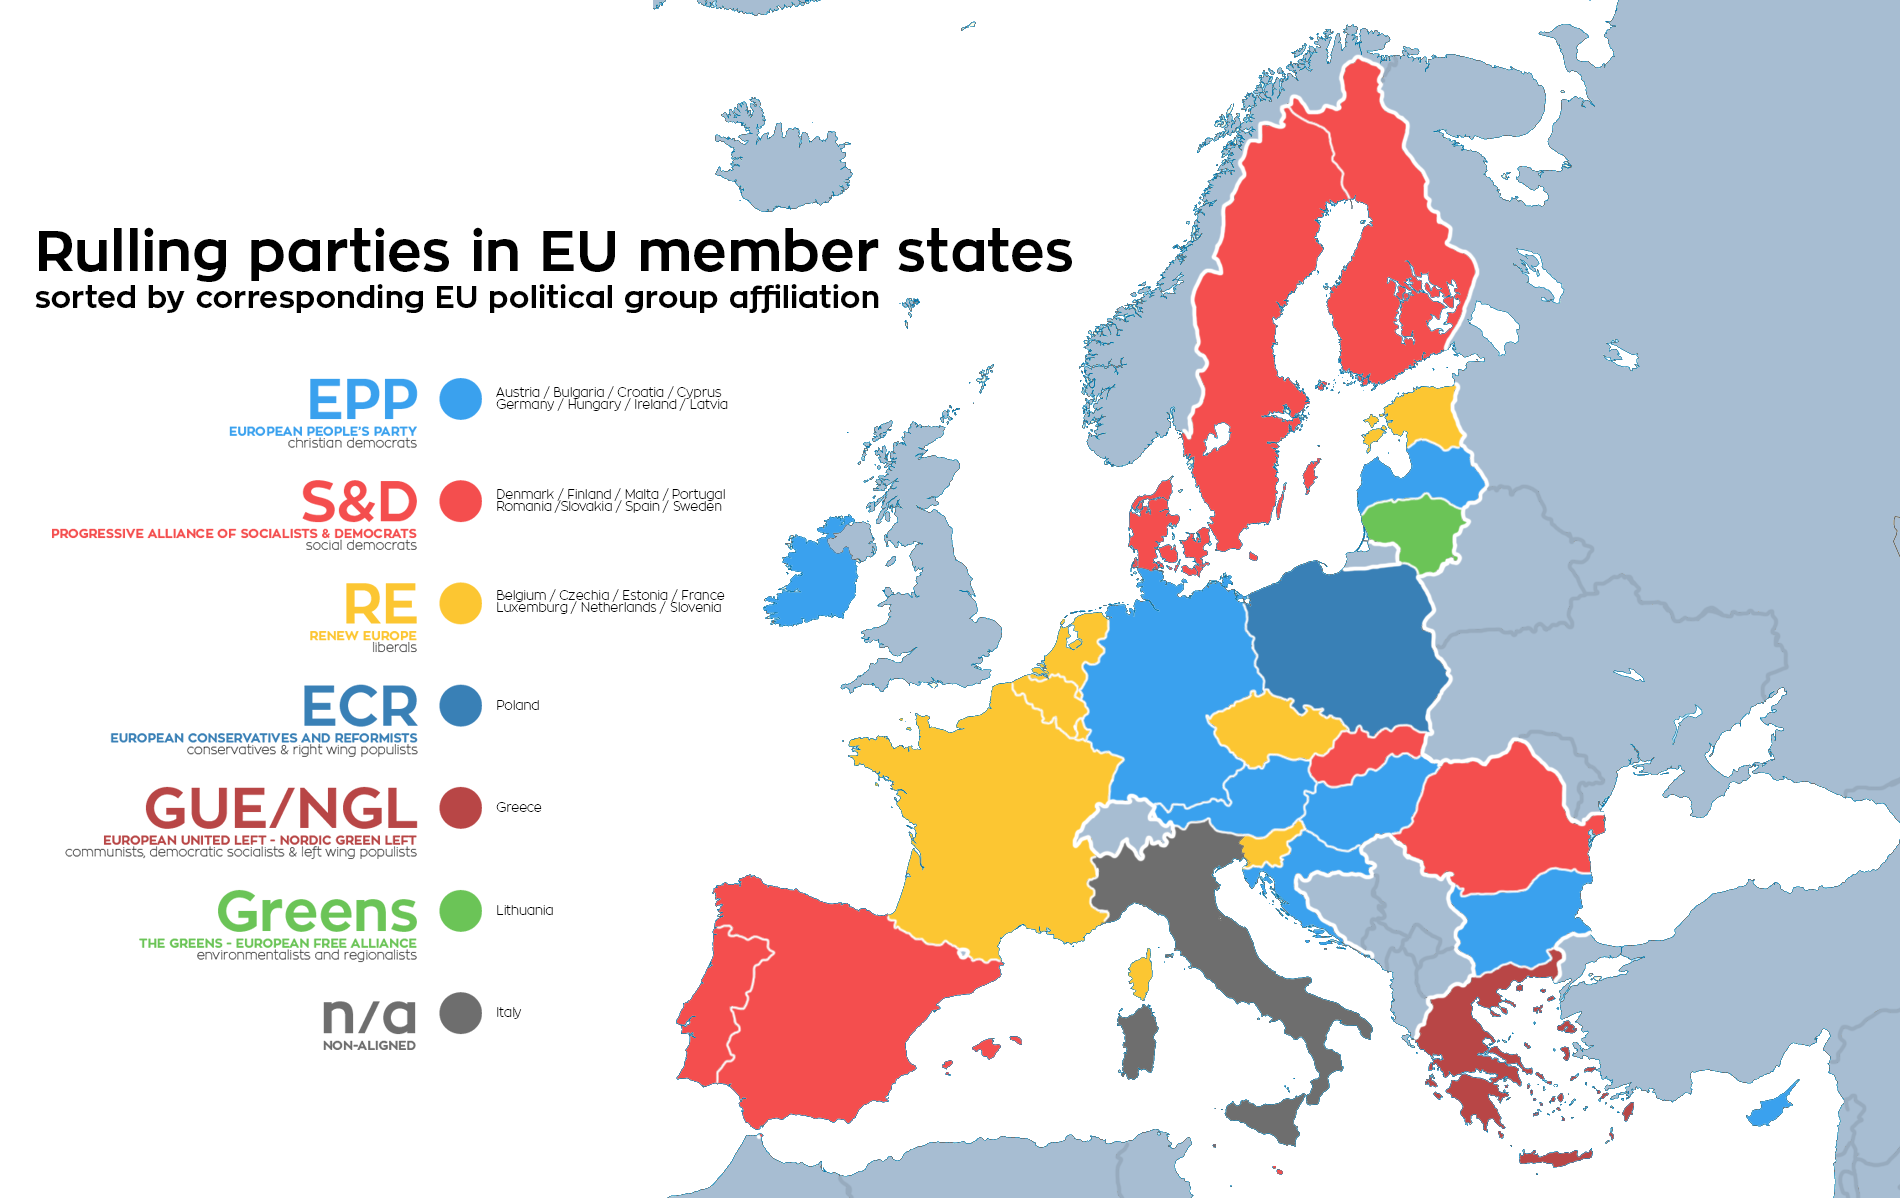 Rulling parties in EU member states
sorted by corresponding EU political group affiliation
EPP
EUROPEAN PEOPLE'S PARTY
christian democrats
Austria / Bulgaria / Croatia / Cyprus
Germany / Hungary / Ireland / Latvia
S&D
PROGRESSIVE ALLIANCE OF SOCIALISTS & DEMOCRATS
social democrats
Denmark / Finland / Malta / Portugal
Romania /Slovakia / Spain / Sweden
RE
RENEW EUROPE
liberals
Belgium / Czechia / Estonia / France
Luxemburg / Netherlands / Slovenia
ECR
EUROPEAN CONSERVATIVES AND REFORMISTS
conservatives & right wing populists
Poland
GUE/NGL
EUROPEAN UNITED LEFT - NORDIC GREEN LEFT
communists, democratic socialists & left wing populists
Greece
Greens
THE GREENS - EUROPEAN FREE ALLIANCE
environmentalists and regionalists
Lithuania
n/a
NON-ALIGNED
Italy